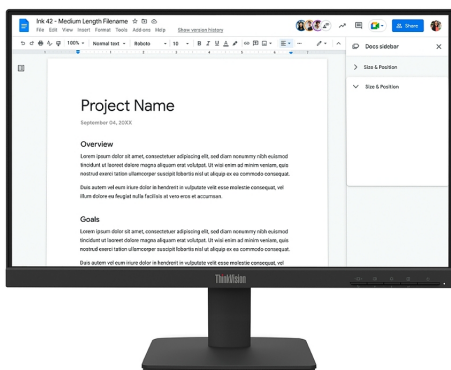 Ink 42 - Medium Length Filename
File Edit View Insert Format Tools Add-ons Help Show version history
Share
100% Normal text Roboto 10 B I U A
Docs sidebar
Size & Position
Size & Position
Project Name
September 04, 20XX
Overview
Lorem ipsum dolor sit amet, consectetuer adipiscing elit, sed diam nonummy nibh euismod
tincidunt ut laoreet dolore magna aliquam erat volutpat. Ut wisi enim ad minim veniam, quis
nostrud exerci tation ullamcorper suscipit lobortis nisl ut aliquip ex ea commodo consequat.
Duis autem vel eum iriure dolor in hendrerit in vulputate velit esse molestie consequat, vel
illum dolore eu feugiat nulla facilisis at vero eros et accumsan.
Goals
Lorem ipsum dolor sit amet, consectetuer adipiscing elit, sed diam nonummy nibh euismod
tincidunt ut laoreet dolore magna aliquam erat volutpat. Ut wisi enim ad minim veniam, quis
nostrud exerci tation ullamcorper suscipit lobortis nisl ut aliquip ex ea commodo consequat.
Duis autem vel eum iriure dolor in hendrerit in vulputate velit esse molestie consequat, vel
ThinkVision